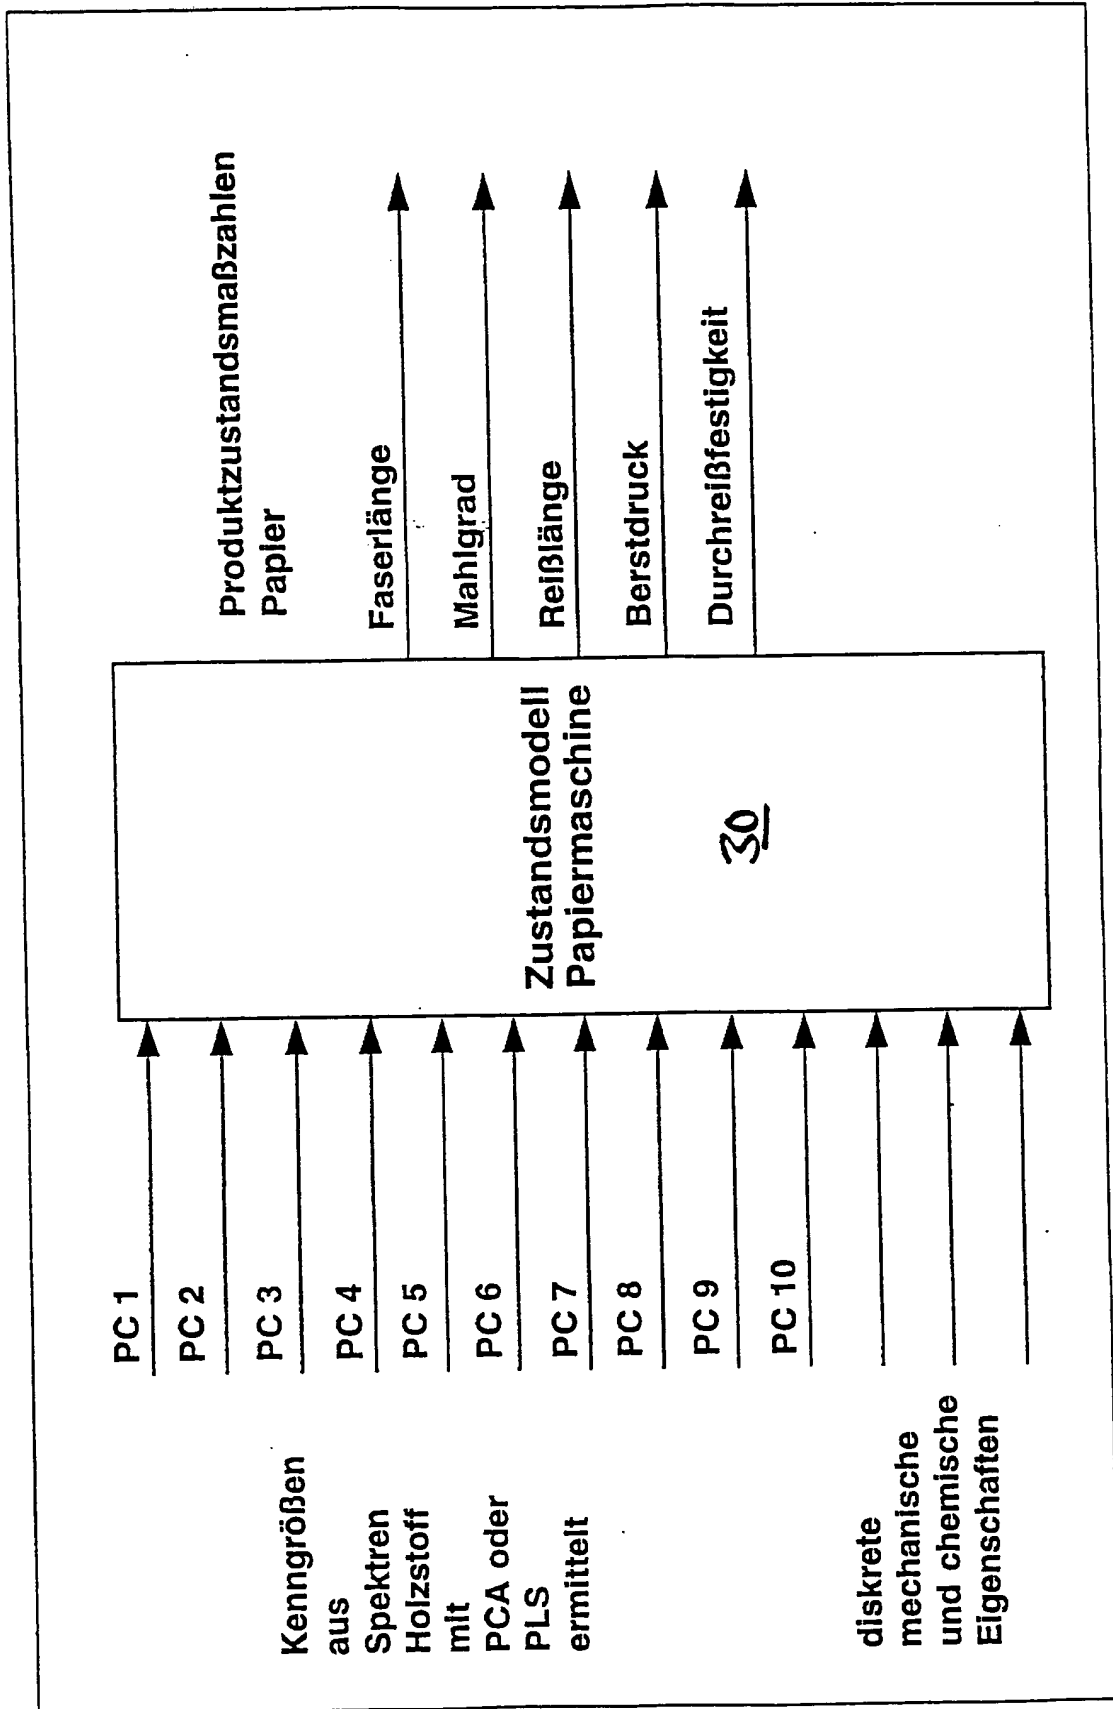 Kenngrößen
aus
Spektren
Holzstoff
mit
PCA oder
PLS
ermittelt
diskrete
mechanische
und chemische
Eigenschaften
PC 1
PC 2
PC 3
PC 4
PC 5
PC 6
PC 7
PC 8
PC 9
PC 10
Zustandsmodell
Papiermaschine
30
Produktzustandsmaßzahlen
Papier
Faserlänge
Mahlgrad
Reißlänge
Berstdruck
Durchreißfestigkeit